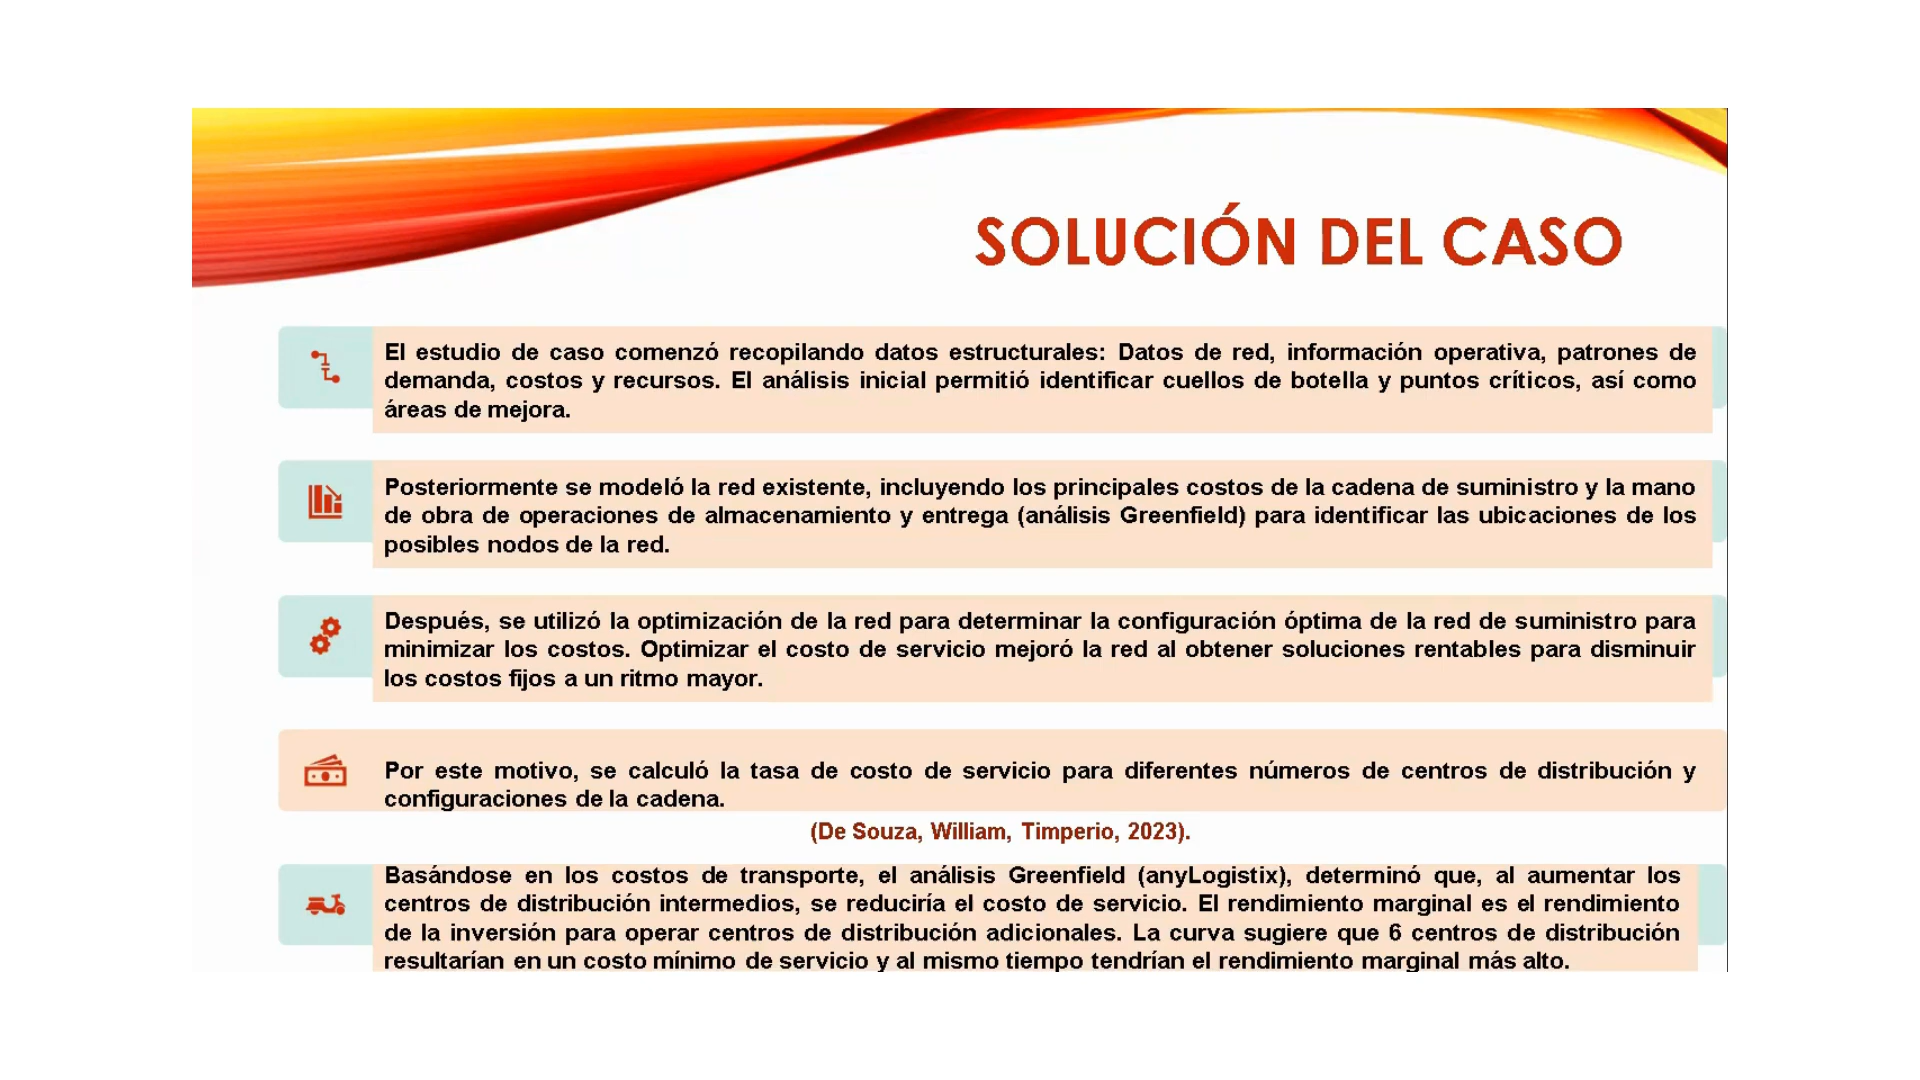 SOLUCIÓN DEL CASO
El estudio de caso comenzó recopilando datos estructurales: Datos de red, información operativa, patrones de
demanda, costos y recursos. El análisis inicial permitió identificar cuellos de botella y puntos críticos, así como
áreas de mejora.
Posteriormente se modeló la red existente, incluyendo los principales costos de la cadena de suministro y la mano
de obra de operaciones de almacenamiento y entrega (análisis Greenfield) para identificar las ubicaciones de los
posibles nodos de la red.
Después, se utilizó la optimización de la red para determinar la configuración óptima de la red de suministro para
minimizar los costos. Optimizar el costo de servicio mejoró la red al obtener soluciones rentables para disminuir
los costos fijos a un ritmo mayor.
Por este motivo, se calculó la tasa de costo de servicio para diferentes números de centros de distribución y
configuraciones de la cadena.
(De Souza, William, Timperio, 2023).
Basándose en los costos de transporte, el análisis Greenfield (anyLogistix), determinó que, al aumentar los
centros de distribución intermedios, se reduciría el costo de servicio. El rendimiento marginal es el rendimiento
de la inversión para operar centros de distribución adicionales. La curva sugiere que 6 centros de distribución
resultarían en un costo mínimo de servicio y al mismo tiempo tendrían el rendimiento marginal más alto.